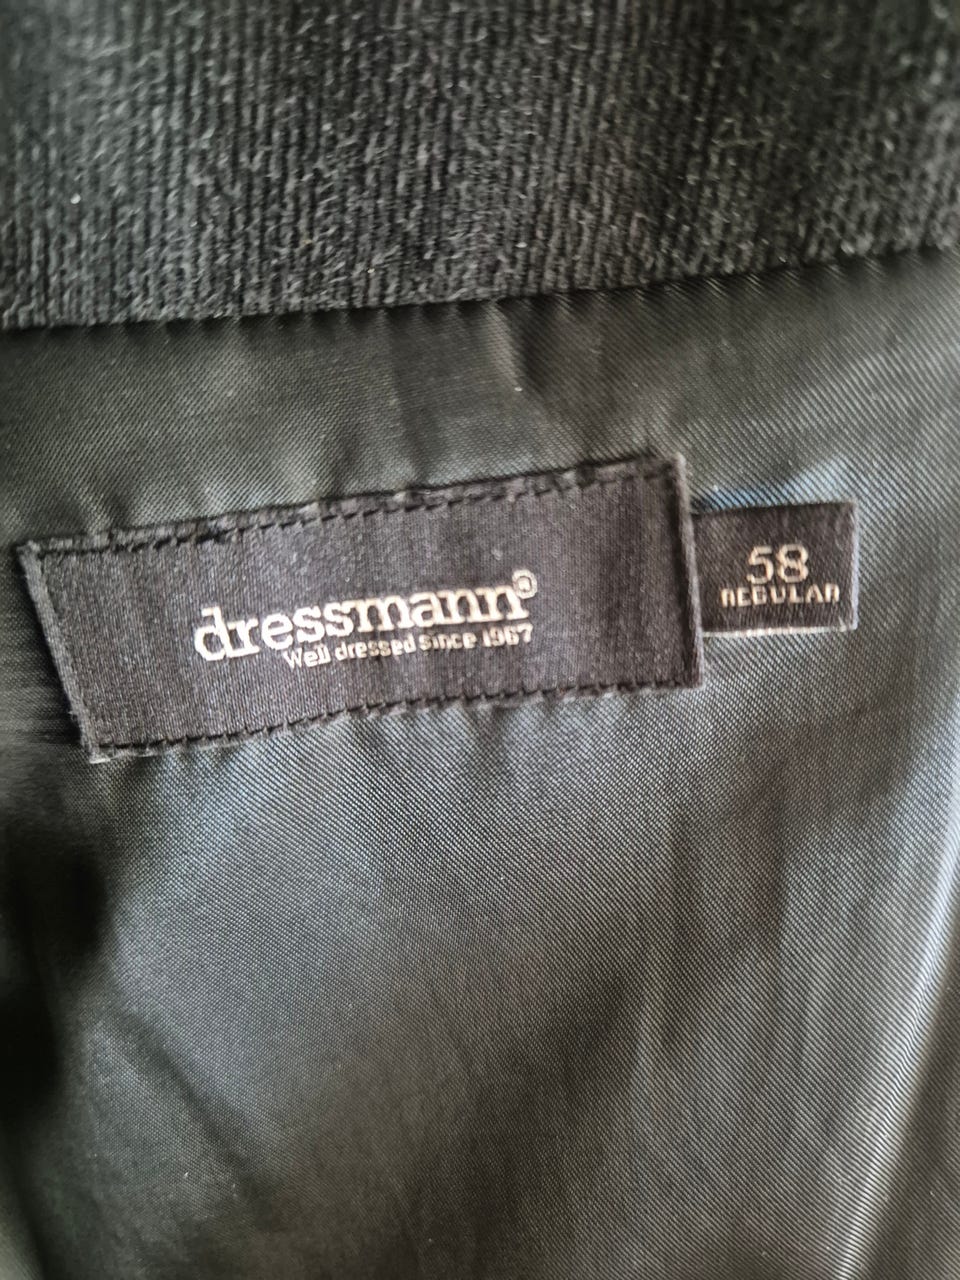 dressmann®
Well dressed since 1967
58
REGULAR